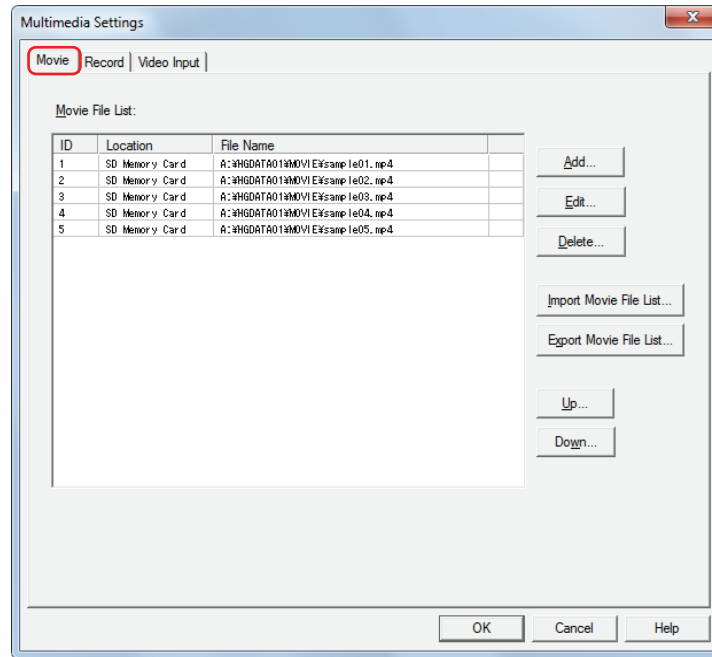 Multimedia Settings
Movie Record Video Input
Movie File List:
ID Location File Name
1 SD Memory Card A:¥HGDATA01¥MOVIE¥sample01.mp4
2 SD Memory Card A:¥HGDATA01¥MOVIE¥sample02.mp4
3 SD Memory Card A:¥HGDATA01¥MOVIE¥sample03.mp4
4 SD Memory Card A:¥HGDATA01¥MOVIE¥sample04.mp4
5 SD Memory Card A:¥HGDATA01¥MOVIE¥sample05.mp4
Add...
Edit...
Delete...
Import Movie File List...
Export Movie File List...
Up...
Down...
OK Cancel Help